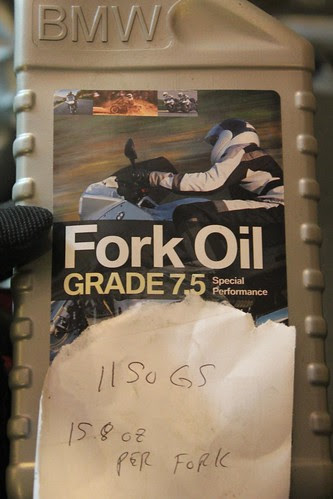 BMW
Fork Oil
GRADE 7.5 Special
Performance
1150 GS
15.8 oz
PER FORK